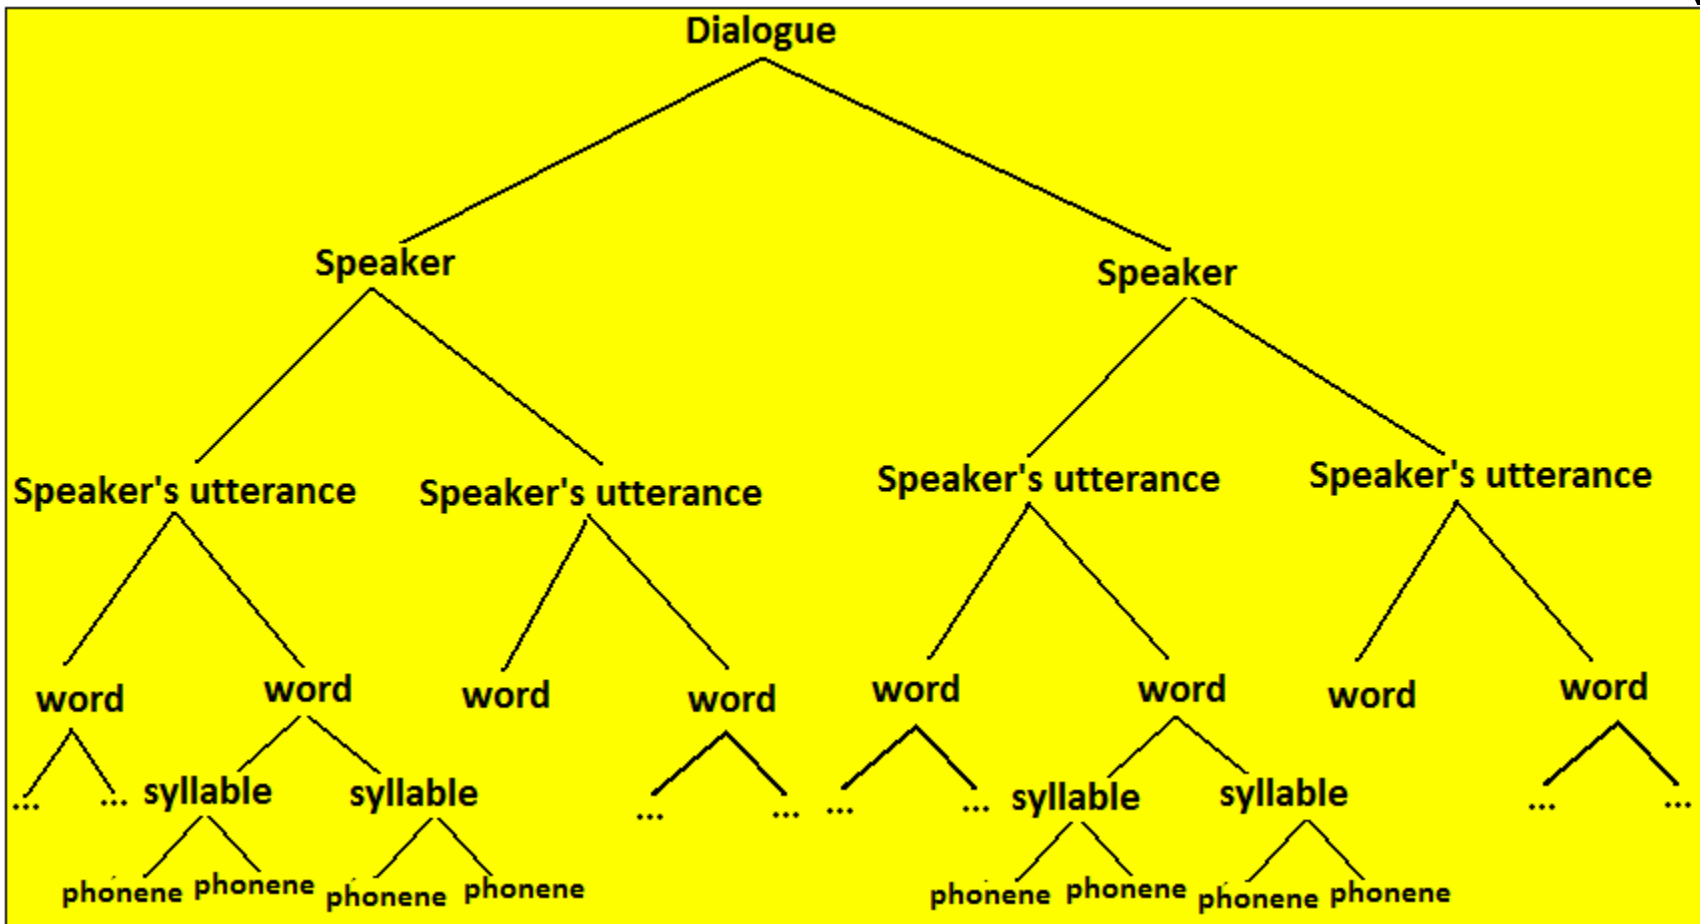 Dialogue
Speaker Speaker
Speaker's utterance Speaker's utterance Speaker's utterance Speaker's utterance
word word word word word word word word
... ... syllable syllable ... ... ... ... syllable syllable ... ...
phonene phonene phonene phonene phonene phonene phonene phonene